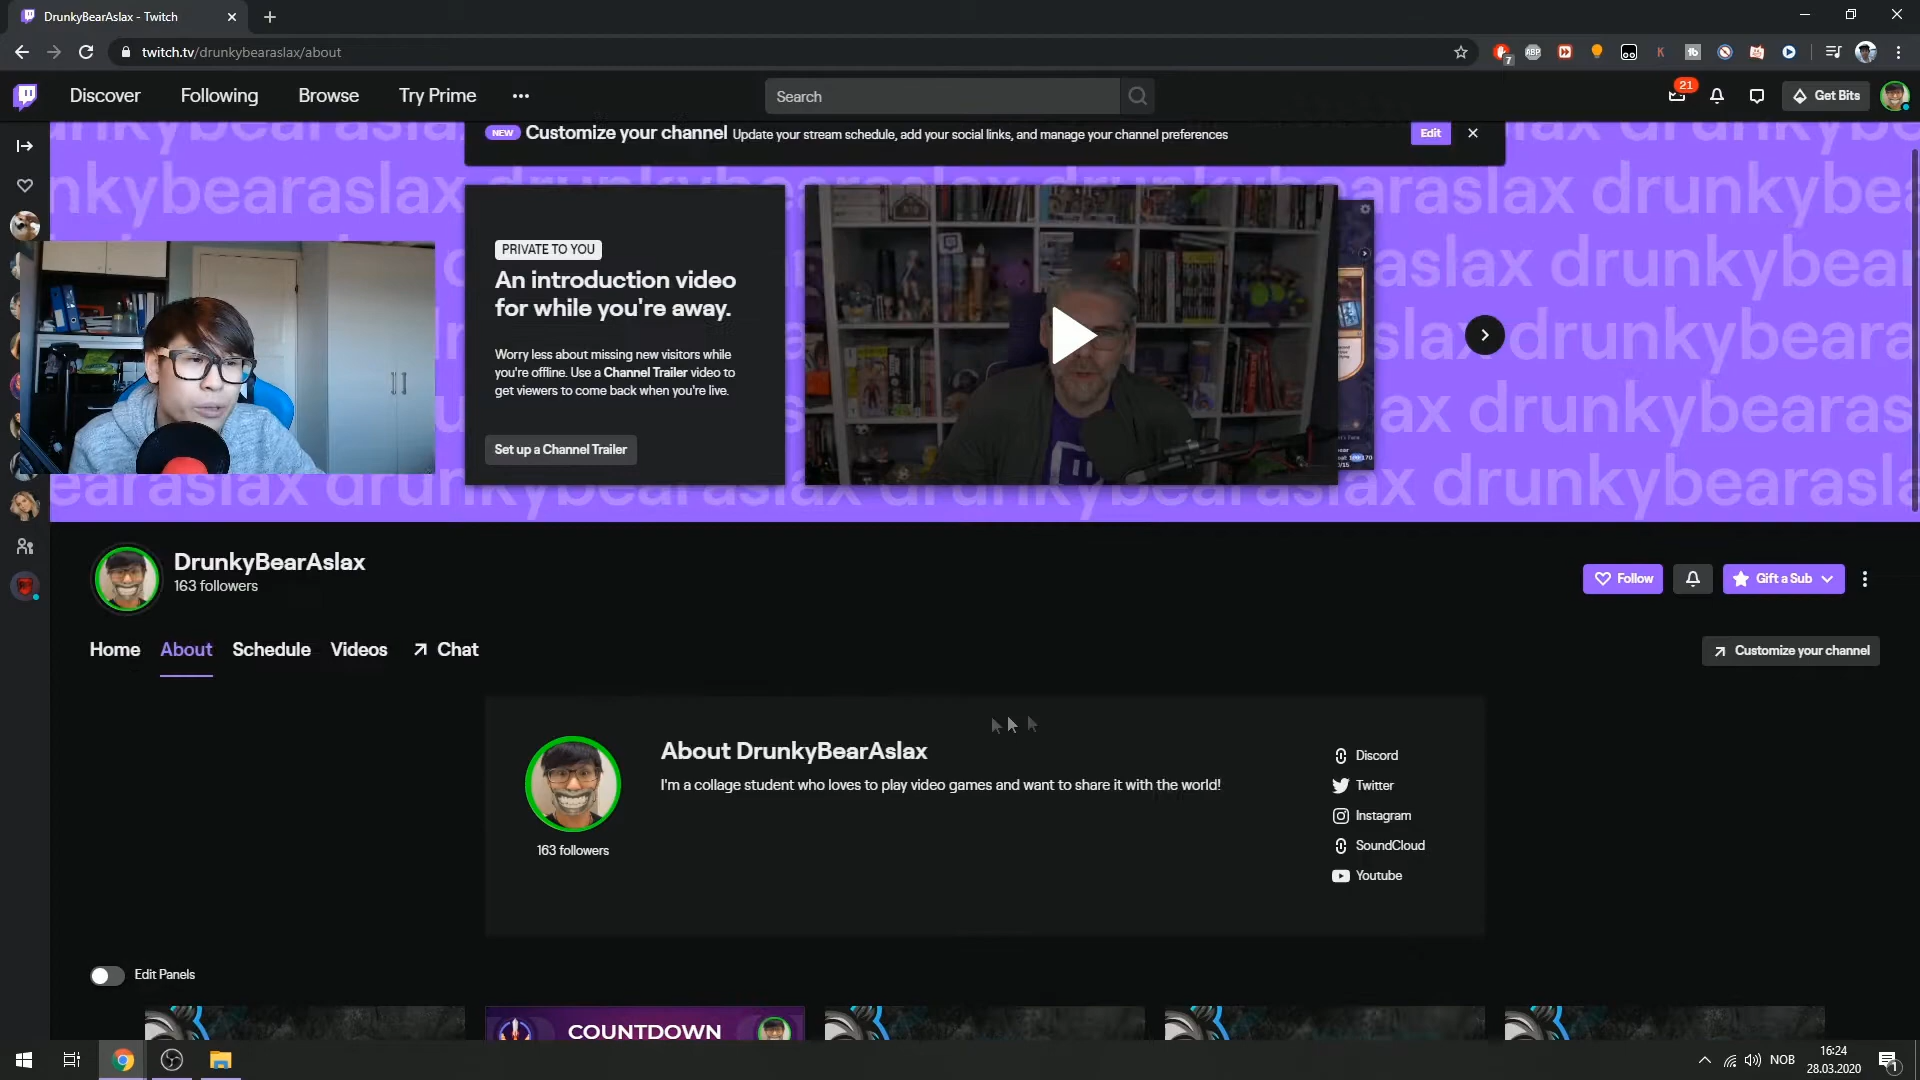 DrunkyBearAslax - Twitch
twitch.tv/drunkybearaslax/about
7
ABP
K
tb
Discover
Following
Browse
Try Prime
Search
21
Get Bits
NEW
Customize your channel
Update your stream schedule, add your social links, and manage your channel preferences
Edit
drunkybearaslax
PRIVATE TO YOU
An introduction video
for while you're away.
Worry less about missing new visitors while
you're offline. Use a Channel Trailer video to
get viewers to come back when you're live.
Set up a Channel Trailer
DrunkyBearAslax
163 followers
Follow
Gift a Sub
Home
About
Schedule
Videos
Chat
Customize your channel
About DrunkyBearAslax
I'm a collage student who loves to play video games and want to share it with the world!
163 followers
Discord
Twitter
Instagram
SoundCloud
Youtube
Edit Panels
COUNTDOWN
NOB
16:24
28.03.2020
1